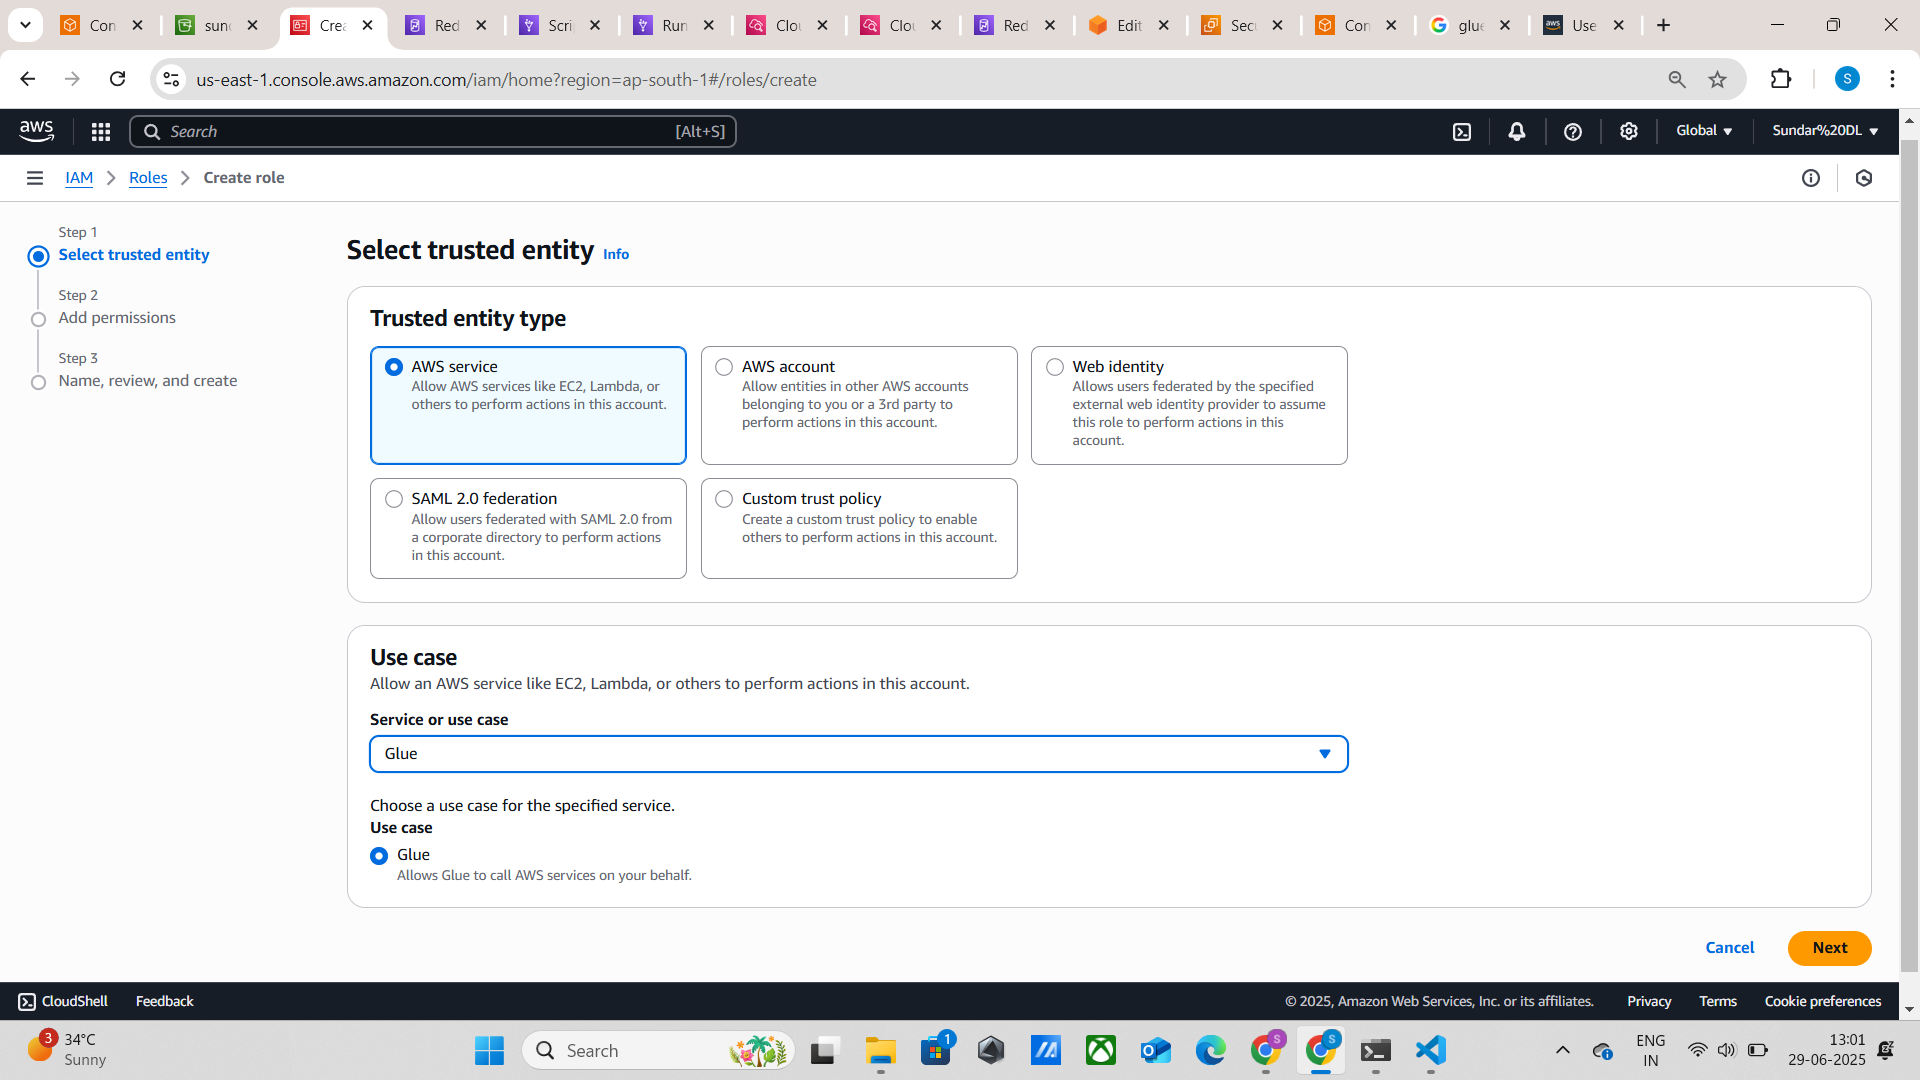 Con
sund
Crea
Red
Scri
Run
Clou
Clou
Red
Edit
Secu
Con
glue
aws
Use
us-east-1.console.aws.amazon.com/iam/home?region=ap-south-1#/roles/create
S
aws
Search
[Alt+S]
Global
Sundar%20DL
IAM
Roles
Create role
Step 1
Select trusted entity
Step 2
Add permissions
Step 3
Name, review, and create
Select trusted entity Info
Trusted entity type
AWS service
Allow AWS services like EC2, Lambda, or
others to perform actions in this account.
AWS account
Allow entities in other AWS accounts
belonging to you or a 3rd party to
perform actions in this account.
Web identity
Allows users federated by the specified
external web identity provider to assume
this role to perform actions in this
account.
SAML 2.0 federation
Allow users federated with SAML 2.0 from
a corporate directory to perform actions
in this account.
Custom trust policy
Create a custom trust policy to enable
others to perform actions in this account.
Use case
Allow an AWS service like EC2, Lambda, or others to perform actions in this account.
Service or use case
Glue
Choose a use case for the specified service.
Use case
Glue
Allows Glue to call AWS services on your behalf.
Cancel
Next
CloudShell
Feedback
© 2025, Amazon Web Services, Inc. or its affiliates.
Privacy
Terms
Cookie preferences
3
34°C
Sunny
Search
1
S
S
ENG
IN
13:01
29-06-2025